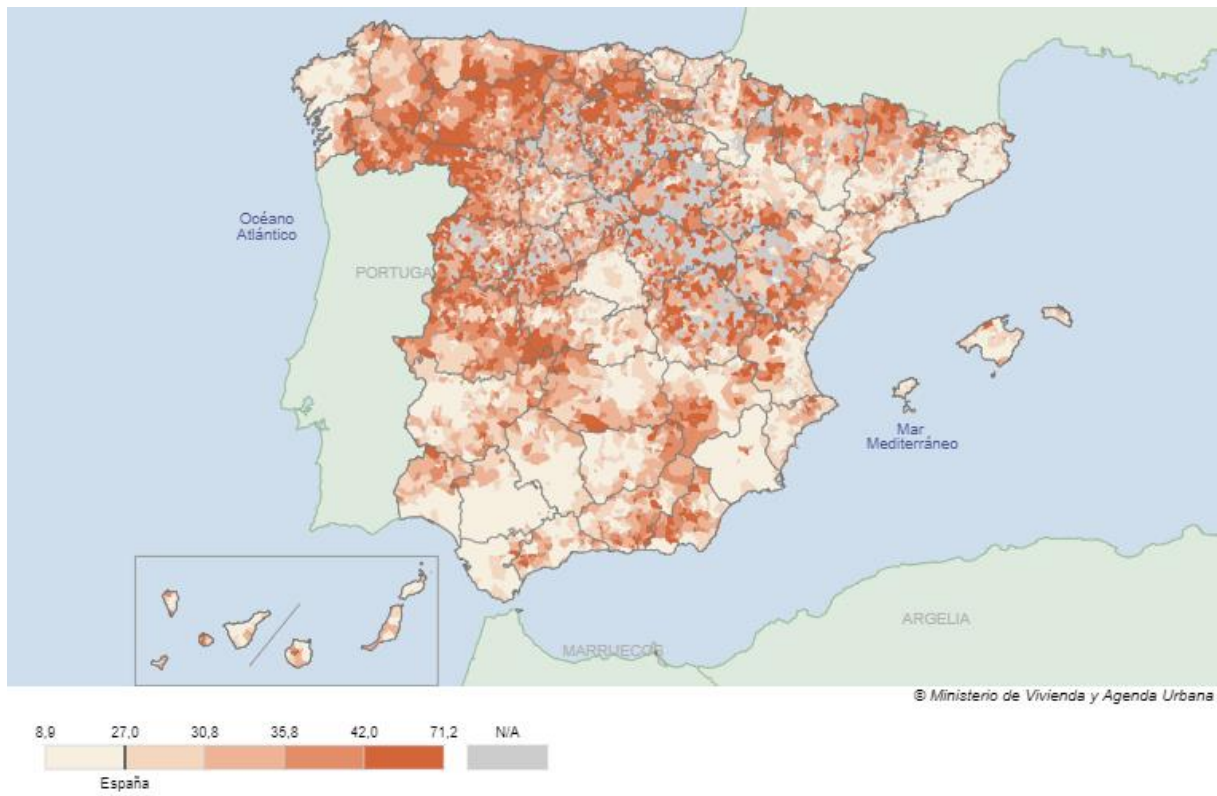 Océano
Atlántico
PORTUGA
Mar
Mediterráneo
ARGELIA
MARRUECOS
© Ministerio de Vivienda y Agenda Urbana
8,9 27,0 30,8 35,8 42,0 71,2 N/A
España